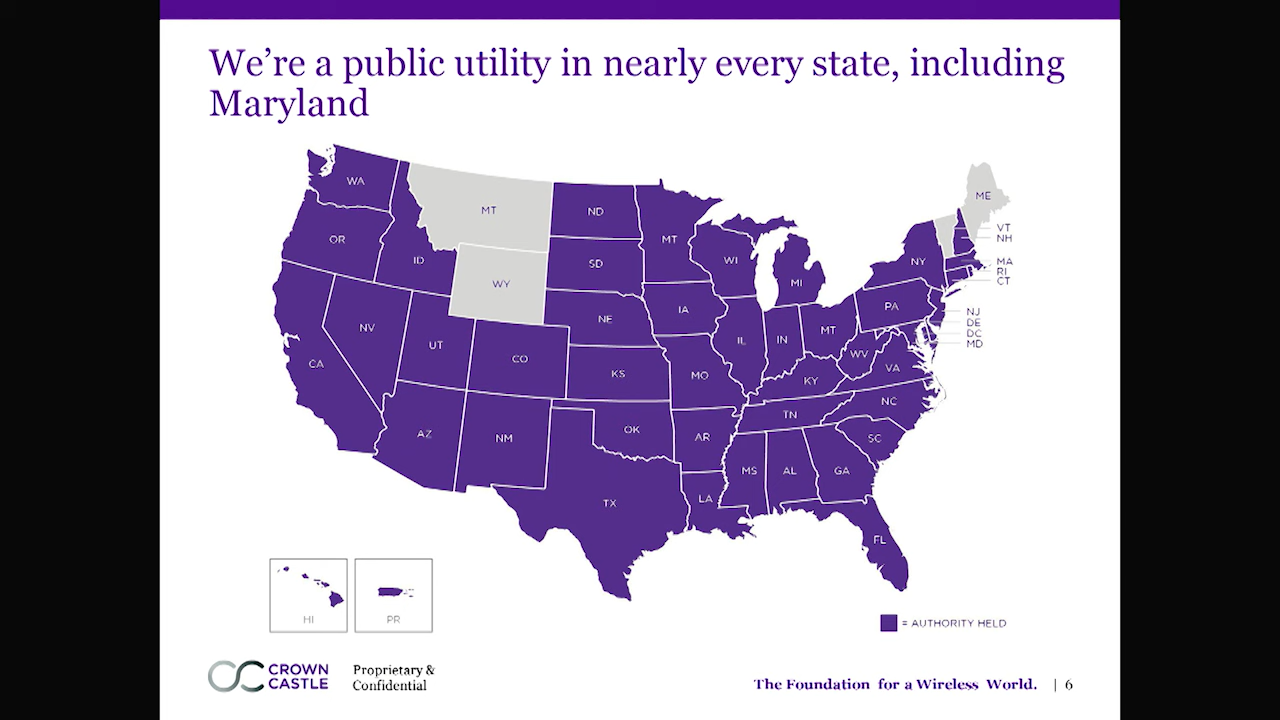 We're a public utility in nearly every state, including
Maryland
WA
MT
ME
ND
VT
OR
MT
NH
ID
SD
WI
NY
MA
RI
CT
WY
MI
PA
NE
IA
NJ
DE
DC
MD
NV
UT
CO
IL
IN
MT
WV
CA
KS
MO
KY
VA
NC
AZ
NM
OK
AR
TN
SC
MS
AL
GA
TX
LA
FL
HI
PR
= AUTHORITY HELD
CROWN
CASTLE
Proprietary &
Confidential
The Foundation for a Wireless World. | 6